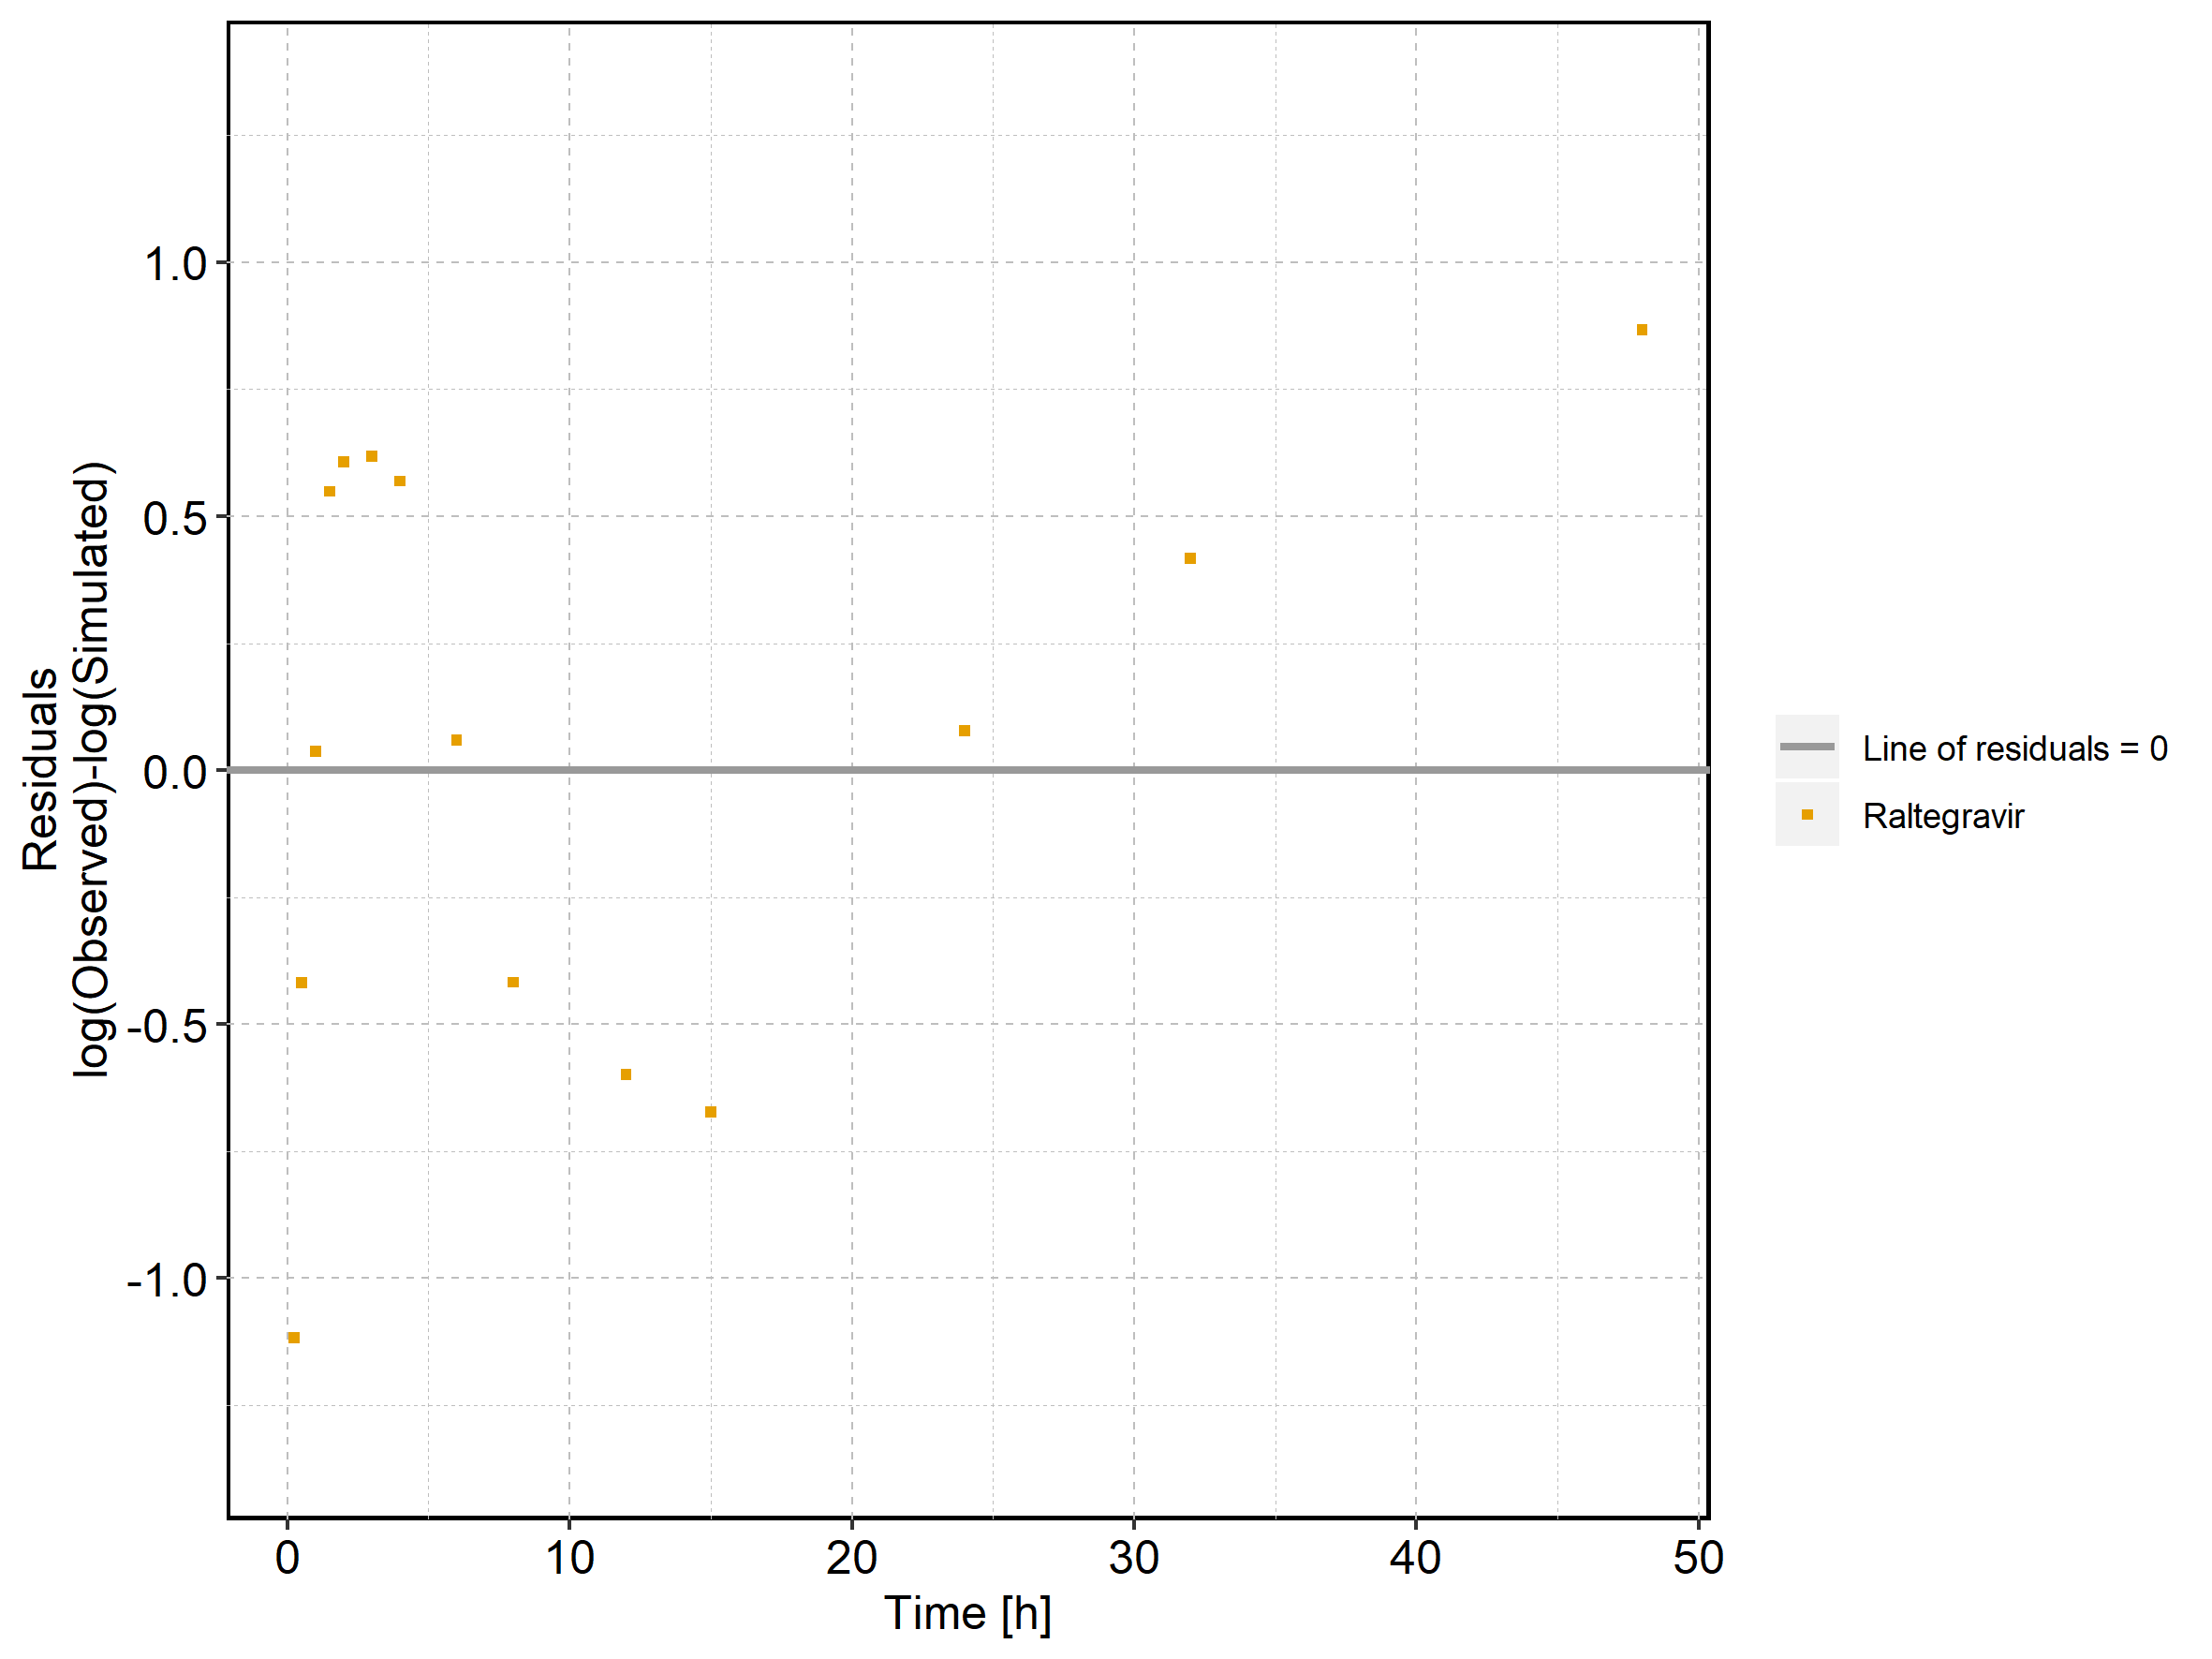 Residuals
log(Observed)-log(Simulated)
1.0
0.5
0.0
-0.5
-1.0
0
10
20
30
40
50
Time [h]
Line of residuals = 0
Raltegravir